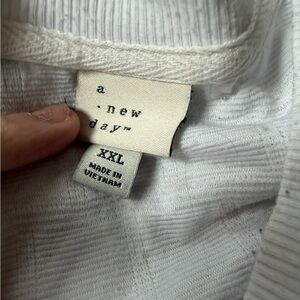 a
· new
day™
XXL
MADE IN
VIETNAM